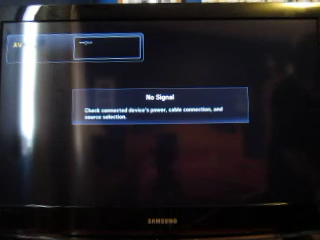 AV
No Signal
Check connected device's power, cable connection, and
source selection.
SAMSUNG